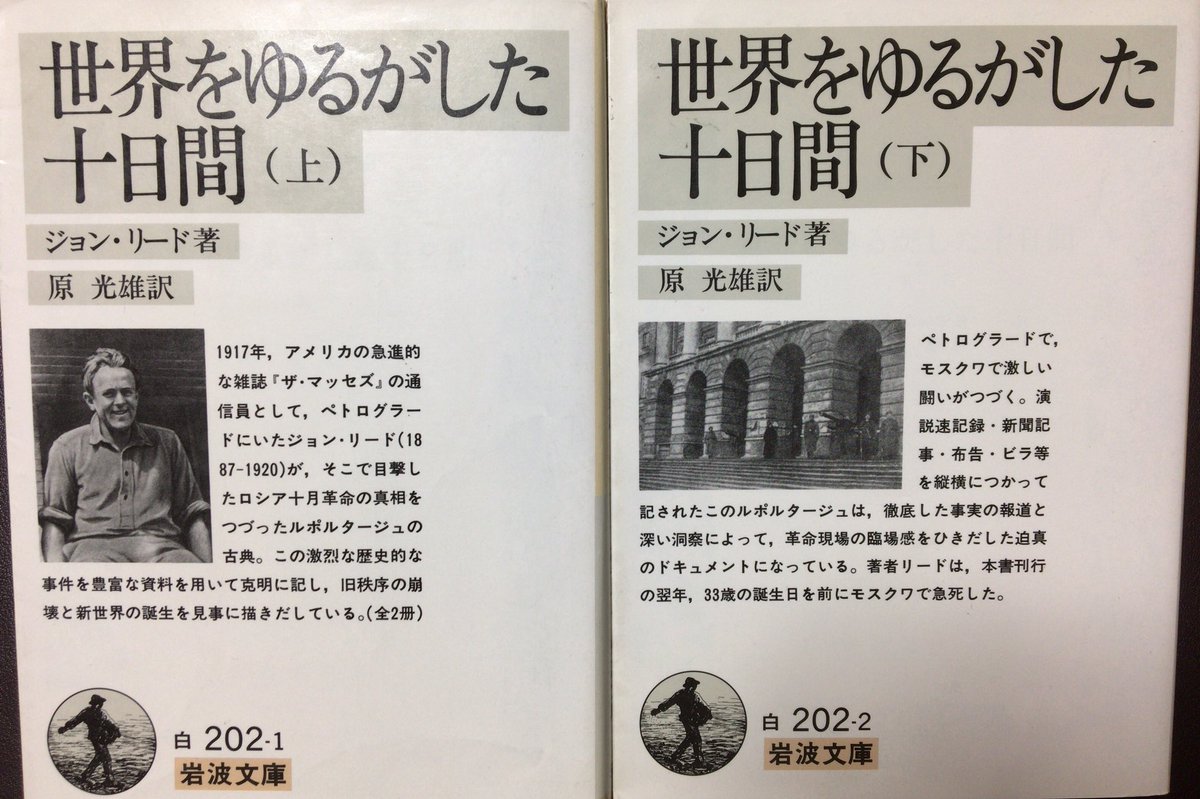 世界をゆるがした
十日間（上）
ジョン・リード著
原 光雄訳
1917年，アメリカの急進的
な雑誌『ザ・マッセズ』の通
信員として，ペトログラー
ドにいたジョン・リード(18
87-1920)が，そこで目撃し
たロシア十月革命の真相を
つづったルポルタージュの
古典。この激烈な歴史的な
事件を豊富な資料を用いて克明に記し，旧秩序の崩
壊と新世界の誕生を見事に描きだしている。(全2冊)
白 202-1
岩波文庫
世界をゆるがした
十日間（下）
ジョン・リード著
原 光雄訳
ペトログラードで，
モスクワで激しい
闘いがつづく。演
説速記録・新聞記
事・布告・ビラ等
を縦横につかって
記されたこのルポルタージュは，徹底した事実の報道と
深い洞察によって，革命現場の臨場感をひきだした迫真
のドキュメントになっている。著者リードは，本書刊行
の翌年，33歳の誕生日を前にモスクワで急死した。
白 202-2
岩波文庫